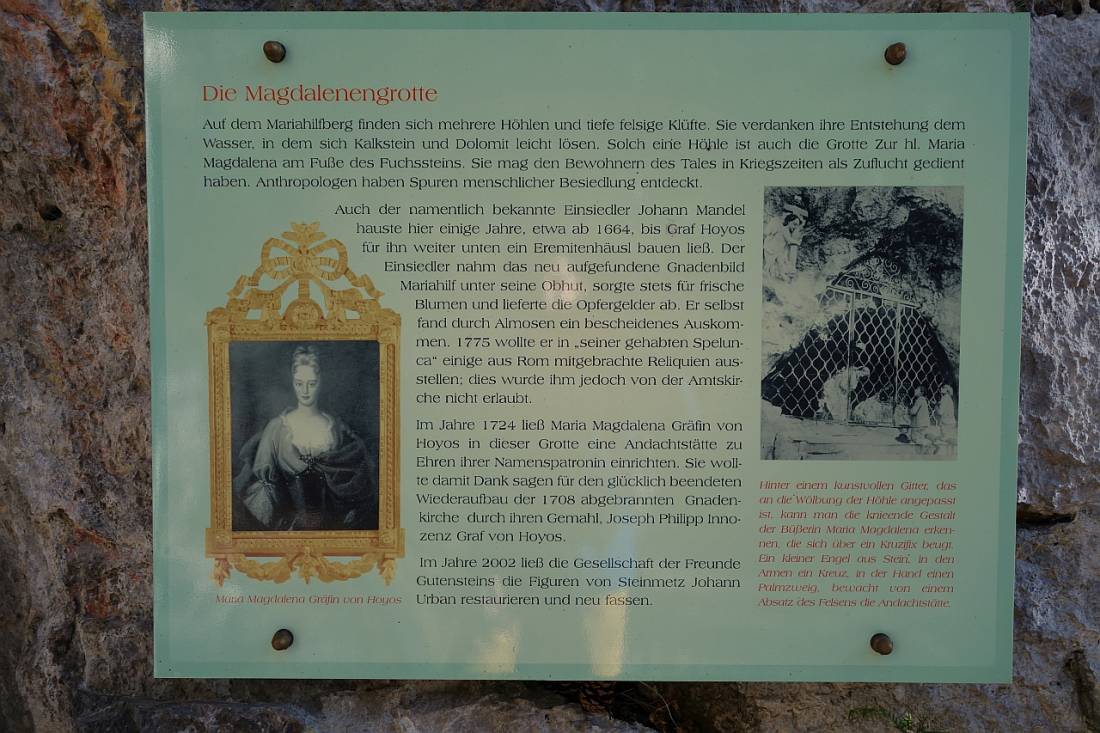 Die Magdalenengrotte
Auf dem Mariahilfberg finden sich mehrere Höhlen und tiefe felsige Klüfte. Sie verdanken ihre Entstehung dem
Wasser, in dem sich Kalkstein und Dolomit leicht lösen. Solch eine Höhle ist auch die Grotte Zur hl. Maria
Magdalena am Fuße des Fuchssteins. Sie mag den Bewohnern des Tales in Kriegszeiten als Zuflucht gedient
haben. Anthropologen haben Spuren menschlicher Besiedlung entdeckt.
Auch der namentlich bekannte Einsiedler Johann Mandel
hauste hier einige Jahre, etwa ab 1664, bis Graf Hoyos
für ihn weiter unten ein Eremitenhäusl bauen ließ. Der
Einsiedler nahm das neu aufgefundene Gnadenbild
Mariahilf unter seine Obhut, sorgte stets für frische
Blumen und lieferte die Opfergelder ab. Er selbst
fand durch Almosen ein bescheidenes Auskom-
men. 1775 wollte er in „seiner gehabten Spelun-
ca“ einige aus Rom mitgebrachte Reliquien aus-
stellen; dies wurde ihm jedoch von der Amtskir-
che nicht erlaubt.
Im Jahre 1724 ließ Maria Magdalena Gräfin von
Hoyos in dieser Grotte eine Andachtstätte zu
Ehren ihrer Namenspatronin einrichten. Sie woll-
te damit Dank sagen für den glücklich beendeten
Wiederaufbau der 1708 abgebrannten Gnaden-
kirche durch ihren Gemahl, Joseph Philipp Inno-
zenz Graf von Hoyos.
Im Jahre 2002 ließ die Gesellschaft der Freunde
Gutensteins die Figuren von Steinmetz Johann
Urban restaurieren und neu fassen.
Maria Magdalena Gräfin von Hoyos
Hinter einem kunstvollen Gitter, das
an die Wölbung der Höhle angepasst
ist, kann man die knieende Gestalt
der Büßerin Maria Magdalena erken-
nen, die sich über ein Kruzifix beugt.
Ein kleiner Engel aus Stein, in den
Armen ein Kreuz, in der Hand einen
Palmzweig, bewacht von einem
Absatz des Felsens die Andachtstätte.